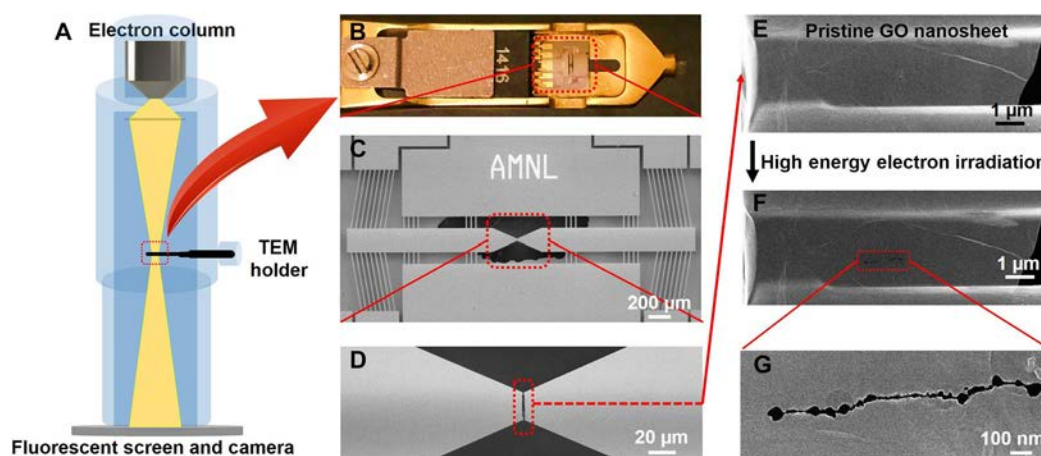 A
Electron column
TEM
holder
Fluorescent screen and camera
B
1416
C
AMNL
200 μm
D
20 μm
E
Pristine GO nanosheet
1 μm
High energy electron irradiation
F
1 μm
G
100 nm